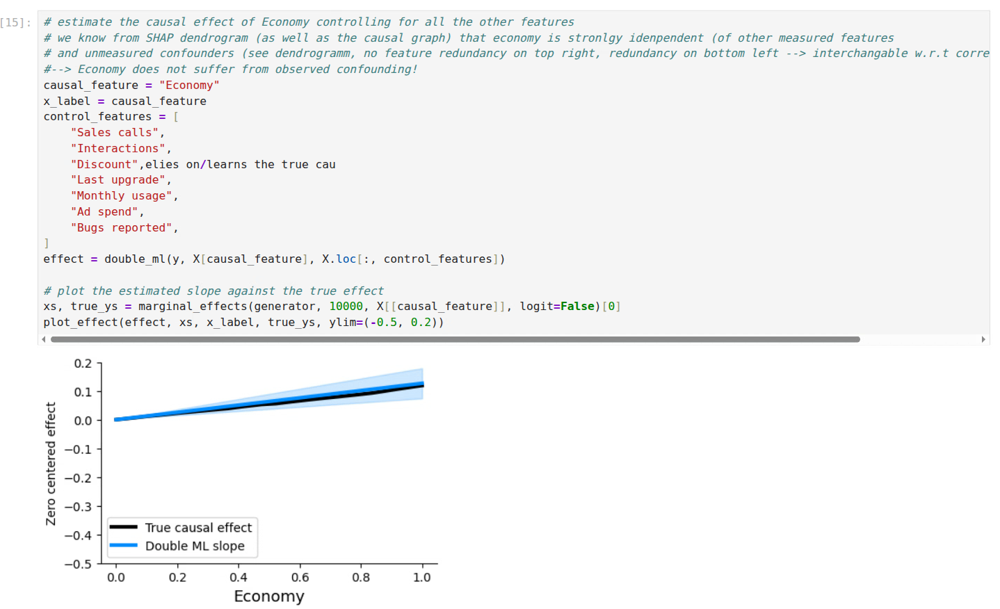 [15]:
# estimate the causal effect of Economy controlling for all the other features
# we know from SHAP dendrogram (as well as the causal graph) that economy is stronlgy idenpendent (of other measured features
# and unmeasured confounders (see dendrogramm, no feature redundancy on top right, redundancy on bottom left --> interchangable w.r.t corre
#--> Economy does not suffer from observed confounding!
causal_feature = "Economy"
x_label = causal_feature
control_features = [
    "Sales calls",
    "Interactions",
    "Discount",elies on/learns the true cau
    "Last upgrade",
    "Monthly usage",
    "Ad spend",
    "Bugs reported",
]
effect = double_ml(y, X[causal_feature], X.loc[:, control_features])
# plot the estimated slope against the true effect
xs, true_ys = marginal_effects(generator, 10000, X[[causal_feature]], logit=False)[0]
plot_effect(effect, xs, x_label, true_ys, ylim=(-0.5, 0.2))
0.2
0.1
0.0
−0.1
−0.2
−0.3
−0.4
−0.5
Zero centered effect
True causal effect
Double ML slope
0.0 0.2 0.4 0.6 0.8 1.0
Economy